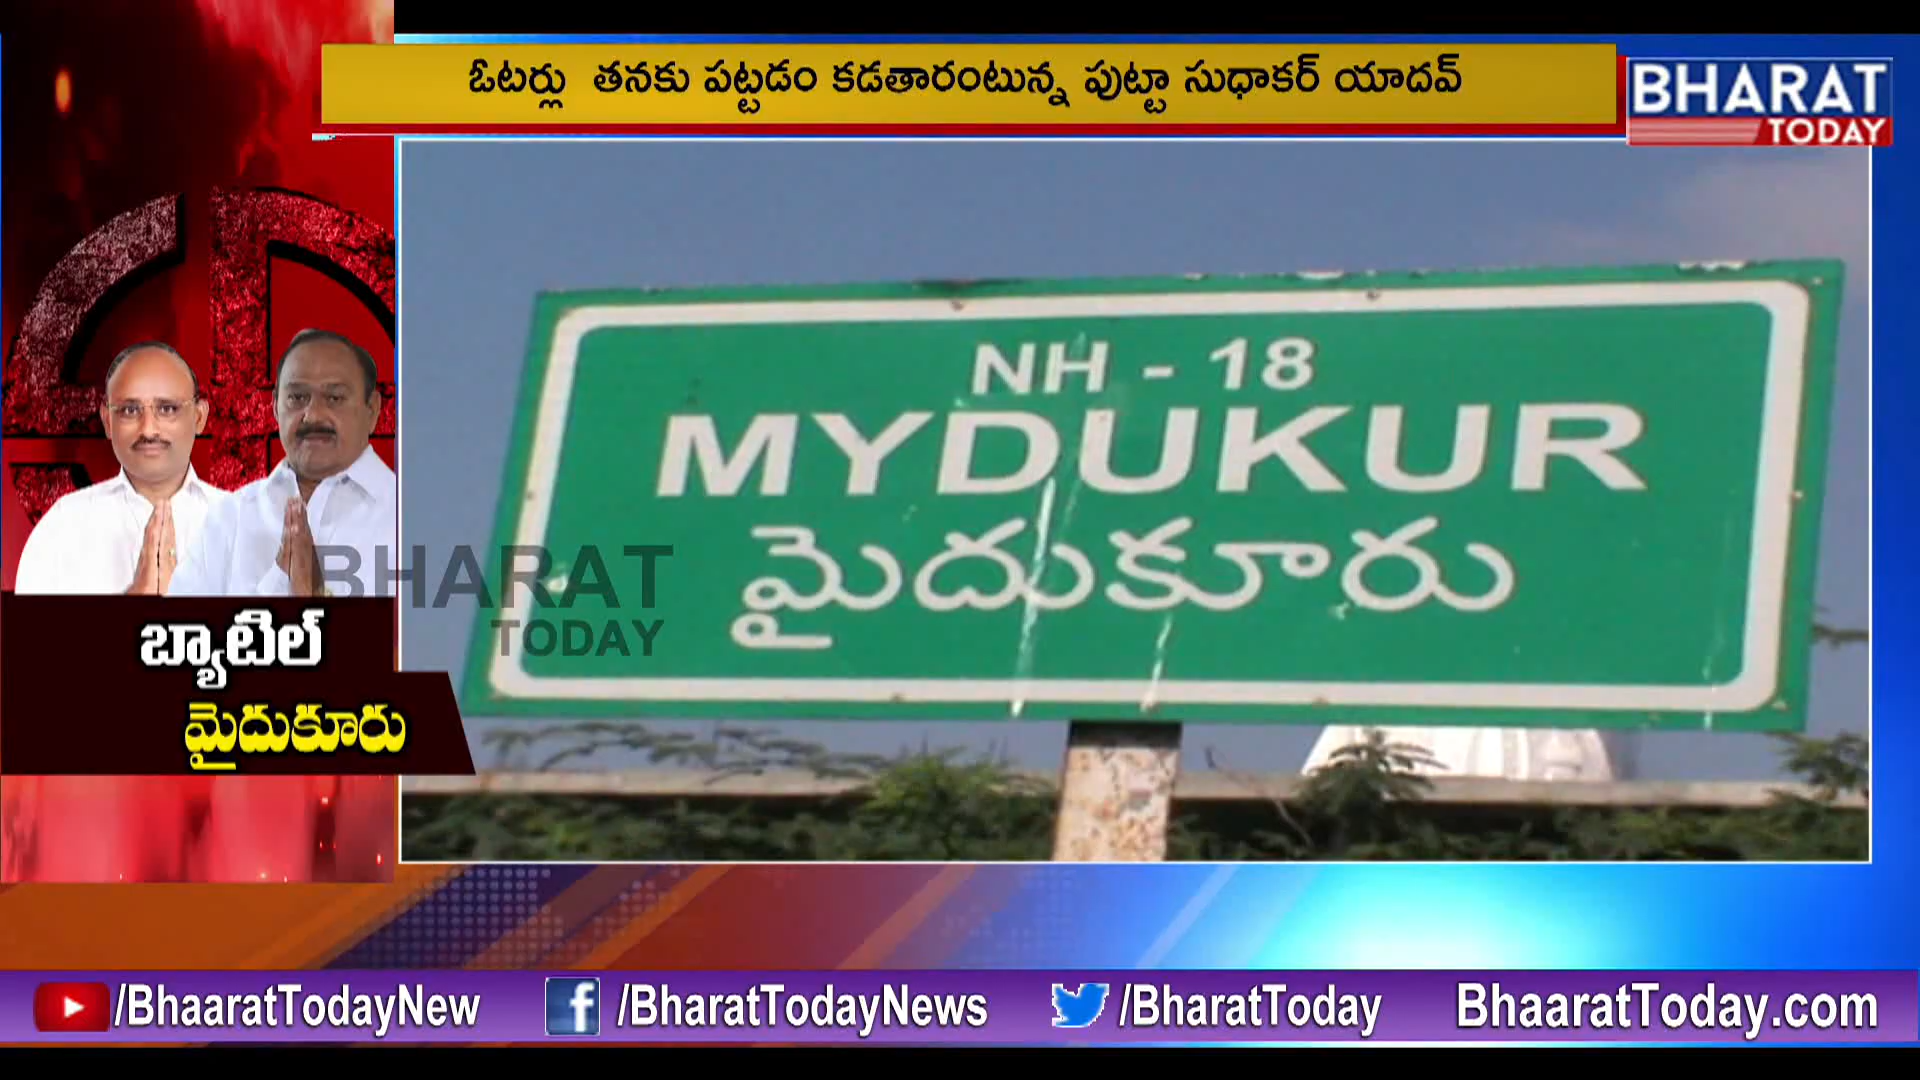 ఓటర్లు తనకు పట్టడం కడతారంటున్న పుట్టా సుధాకర్ యాదవ్
BHARAT
TODAY
NH - 18
MYDUKUR
మైదుకూరు
BHARAT
TODAY
బ్యాటిల్
మైదుకూరు
/BhaaratTodayNew
/BharatTodayNews
/BharatToday
BhaaratToday.com